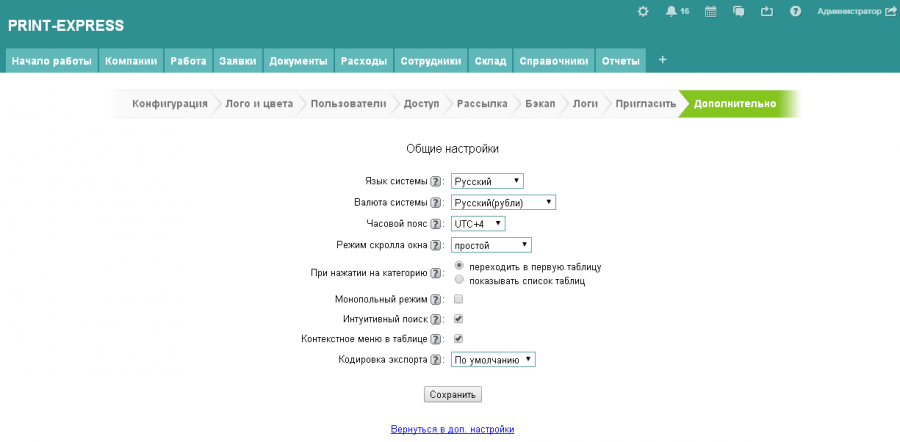 16 Администратор
PRINT-EXPRESS
Начало работы Компании Работа Заявки Документы Расходы Сотрудники Склад Справочники Отчеты +
Конфигурация Лого и цвета Пользователи Доступ Рассылка Бэкап Логи Пригласить Дополнительно
Общие настройки
Язык системы ?: Русский
Валюта системы ?: Русский(рубли)
Часовой пояс ?: UTC+4
Режим скролла окна ?: простой
При нажатии на категорию ?: переходить в первую таблицу
показывать список таблиц
Монопольный режим ?:
Интуитивный поиск ?:
Контекстное меню в таблице ?:
Кодировка экспорта ?: По умолчанию
Сохранить
Вернуться в доп. настройки